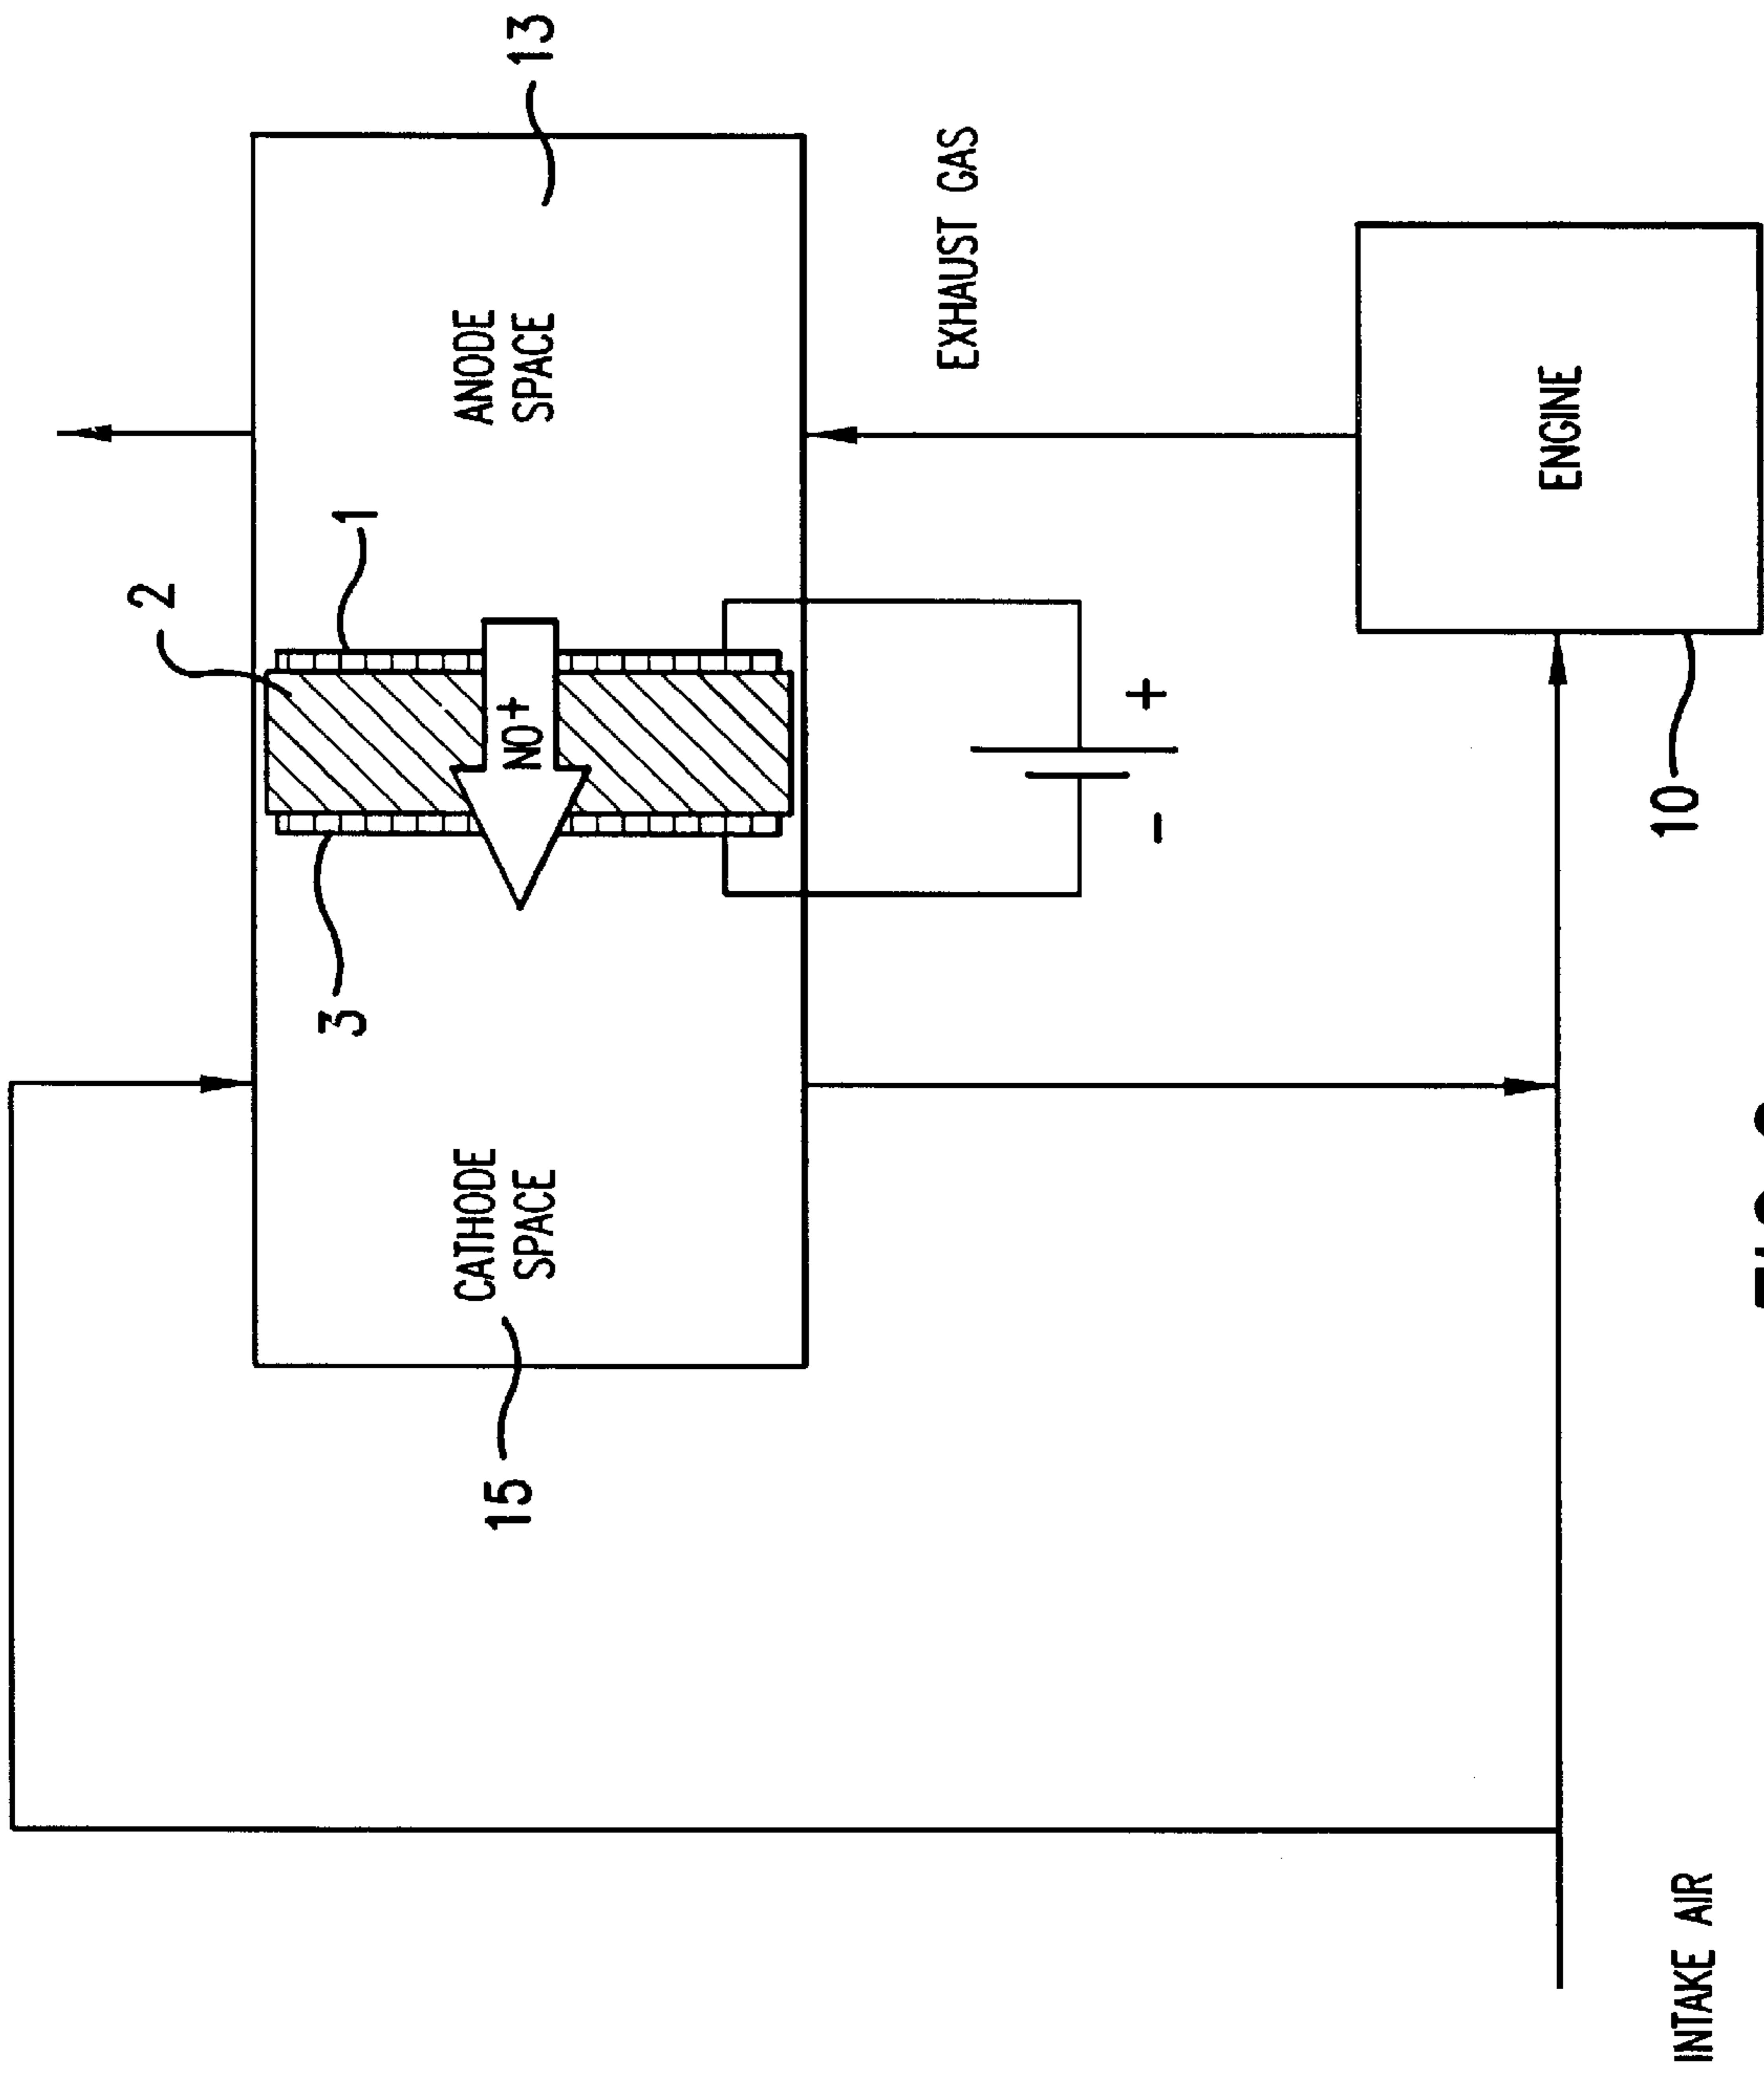 13
2
1
3
15
CATHODE
SPACE
NO+
ANODE
SPACE
EXHAUST GAS
-
+
ENGINE
10
INTAKE AIR